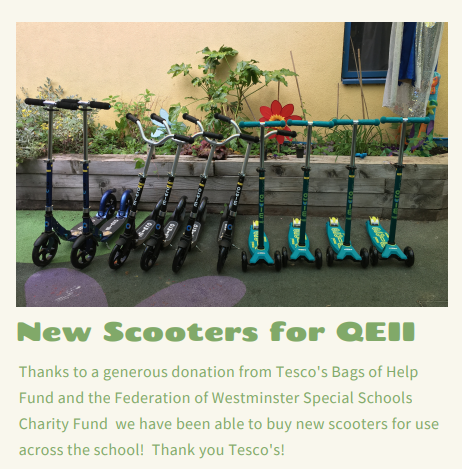 New Scooters for QEII
Thanks to a generous donation from Tesco's Bags of Help
Fund and the Federation of Westminster Special Schools
Charity Fund  we have been able to buy new scooters for use
across the school!  Thank you Tesco's!